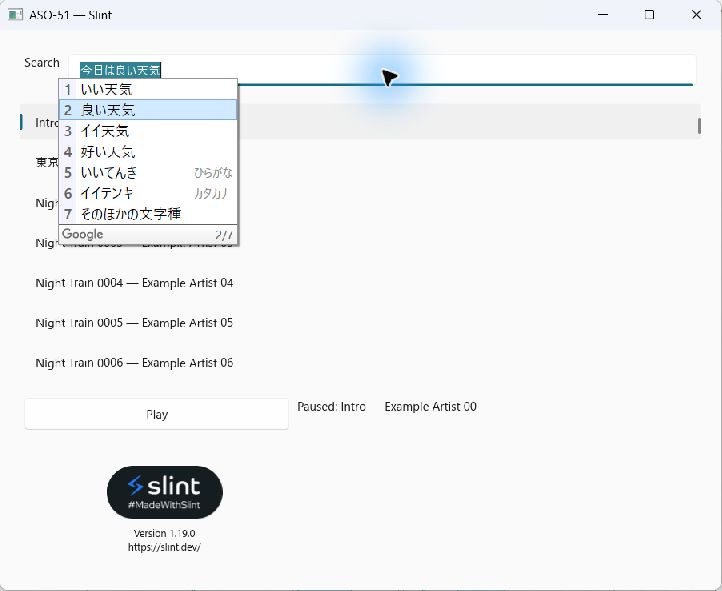 ASO-51 — Slint
Search
今日は良い天気
1 いい天気
2 良い天気
3 イイ天気
4 好い天気
5 いいてんき ひらがな
6 イイテンキ カタカナ
7 そのほかの文字種
Google 2/7
Intro
東京
Night Train 0004 — Example Artist 04
Night Train 0005 — Example Artist 05
Night Train 0006 — Example Artist 06
Play
Paused: Intro Example Artist 00
slint
#MadeWithSlint
Version 1.19.0
https://slint.dev/